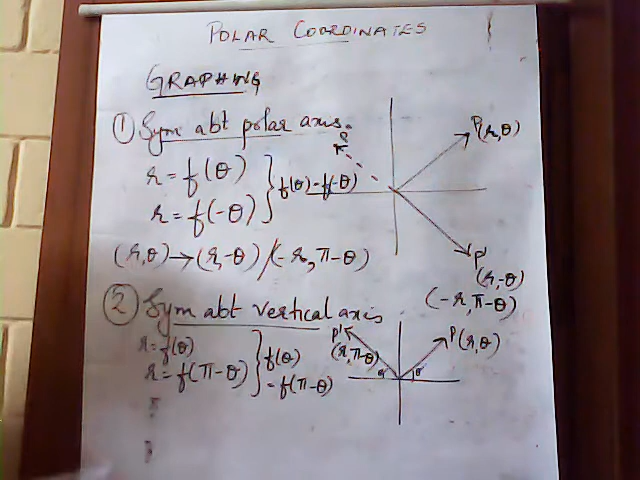 POLAR COORDINATES
GRAPHING
① Sym abt polar axis.
r = f(θ)
r = f(-θ)
} f(θ) = f(-θ)
(r,θ) → (r,-θ) / (-r, π-θ)
P(r,θ)
P'
(r,-θ)
(-r, π-θ)
② Sym abt vertical axis.
r = f(θ)
r = f(π-θ)
} f(θ)
= f(π-θ)
P'
(r, π-θ)
P(r,θ)
θ θ